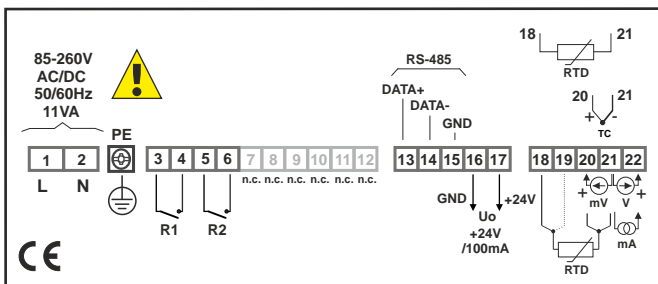 85-260V
AC/DC
50/60Hz
11VA
PE
1 2
L N
3 4 5 6 7 8 9 10 11 12
n.c. n.c. n.c. n.c. n.c. n.c.
R1 R2
RS-485
DATA+
DATA-
GND
13 14 15 16 17
GND +24V
Uo
+24V
/100mA
18 21
RTD
20 21
+ -
TC
18 19 20 21 22
+ +
mV V
mA
RTD
CE